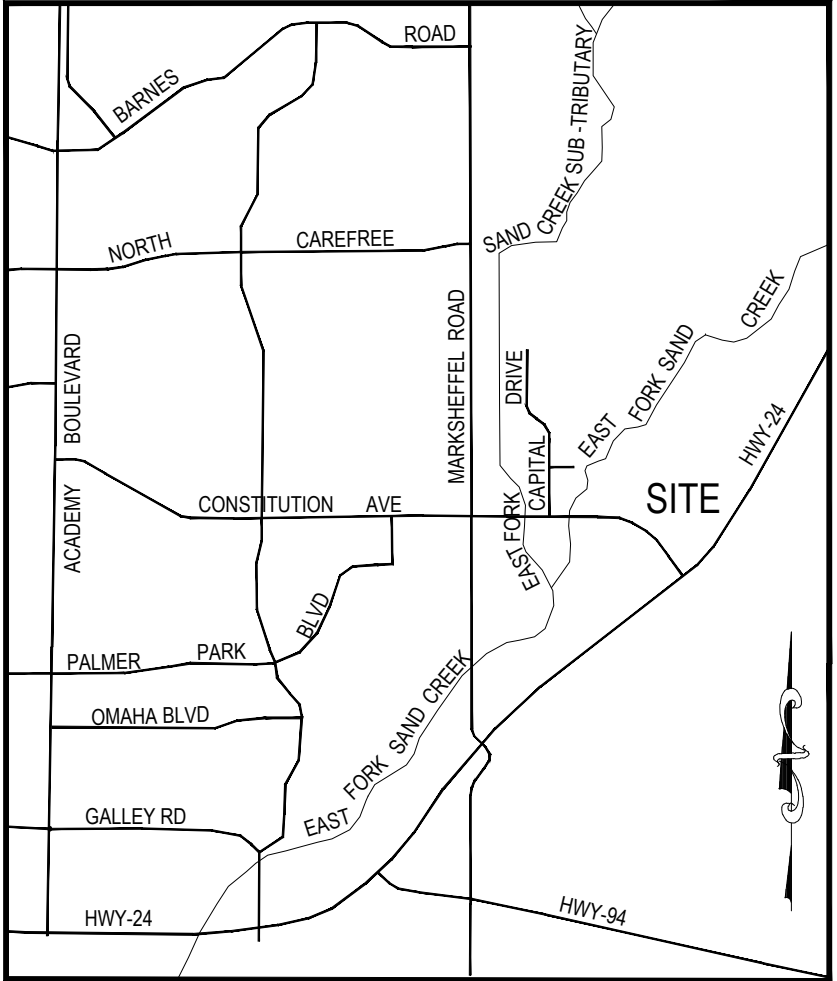 ROAD
BARNES
SAND CREEK SUB -TRIBUTARY
NORTH CAREFREE
CREEK
EAST FORK SAND
BOULEVARD
MARKSHEFFEL ROAD
DRIVE
CAPITAL
HWY-24
SITE
CONSTITUTION AVE
ACADEMY
EAST FORK
BLVD
PALMER PARK
OMAHA BLVD
EAST FORK SAND CREEK
GALLEY RD
HWY-24
HWY-94